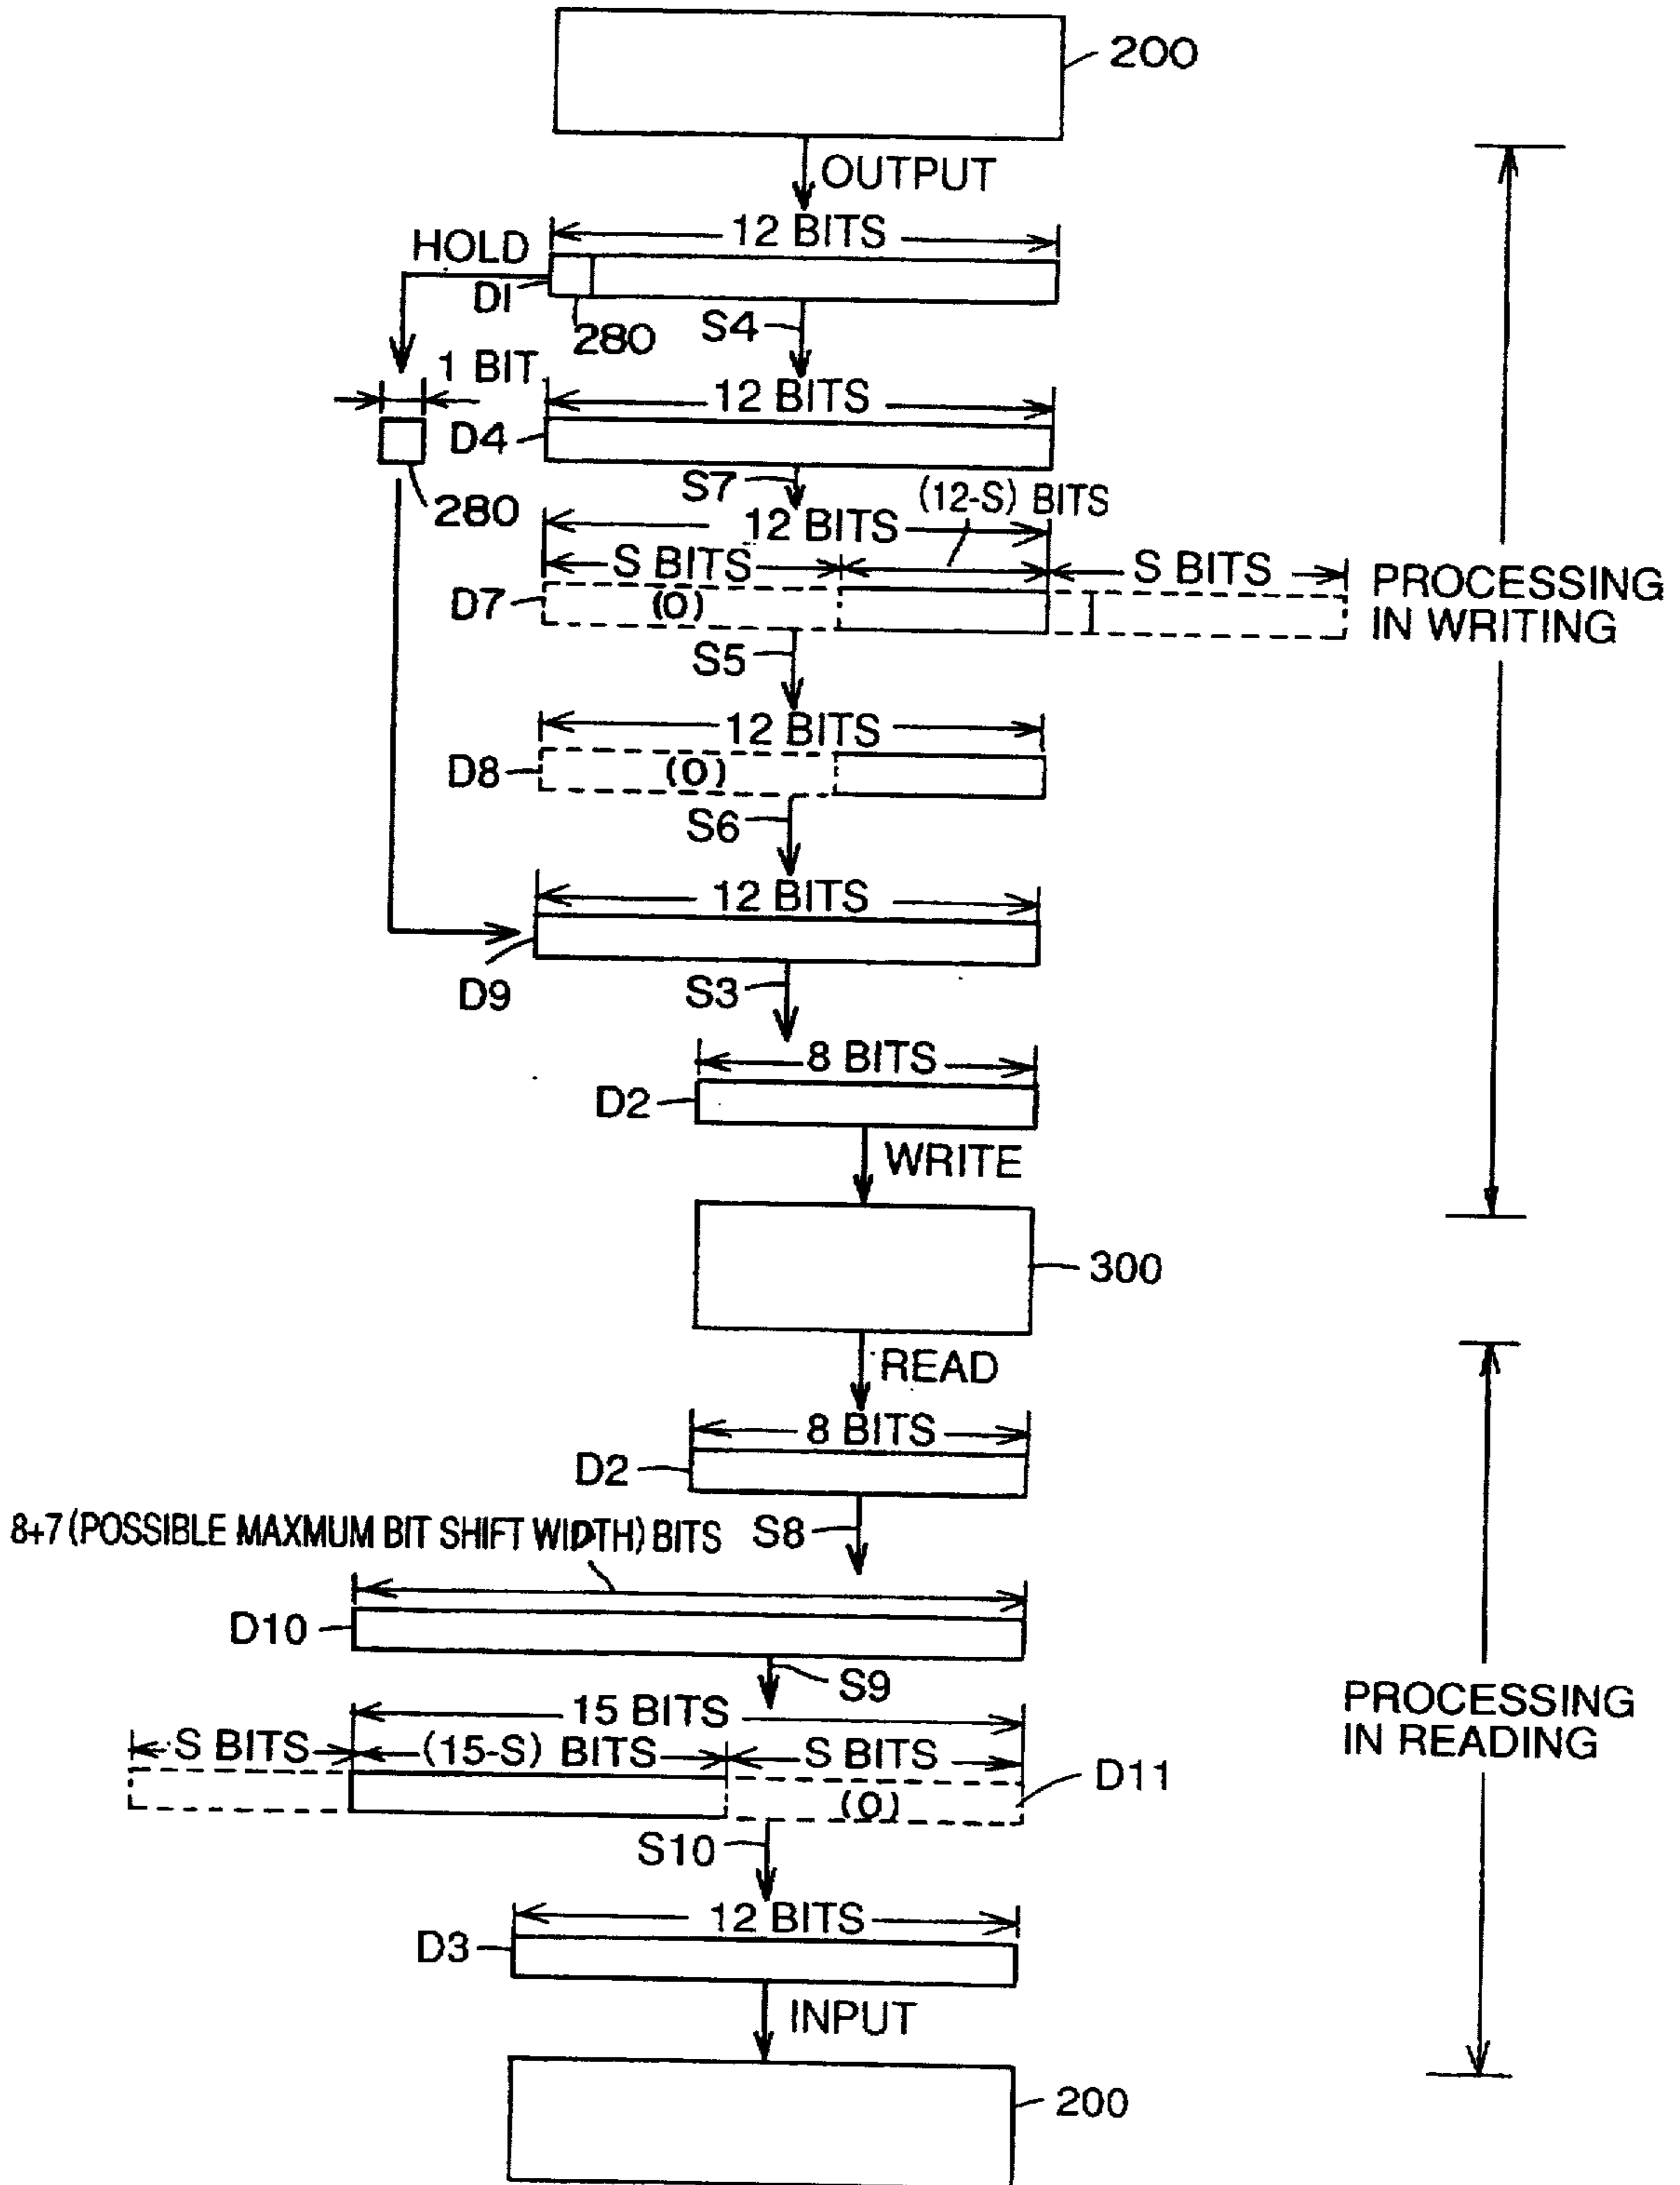 200
OUTPUT
12 BITS
HOLD
D1
280
S4
1 BIT
12 BITS
D4
280
S7
(12-S) BITS
12 BITS
S BITS
S BITS
D7
(0)
PROCESSING
IN WRITING
S5
12 BITS
D8
(0)
S6
12 BITS
D9
S3
8 BITS
D2
WRITE
300
READ
8 BITS
D2
8+7 (POSSIBLE MAXMUM BIT SHIFT WIDTH) BITS
S8
D10
S9
15 BITS
S BITS
(15-S) BITS
S BITS
D11
(0)
PROCESSING
IN READING
S10
12 BITS
D3
INPUT
200